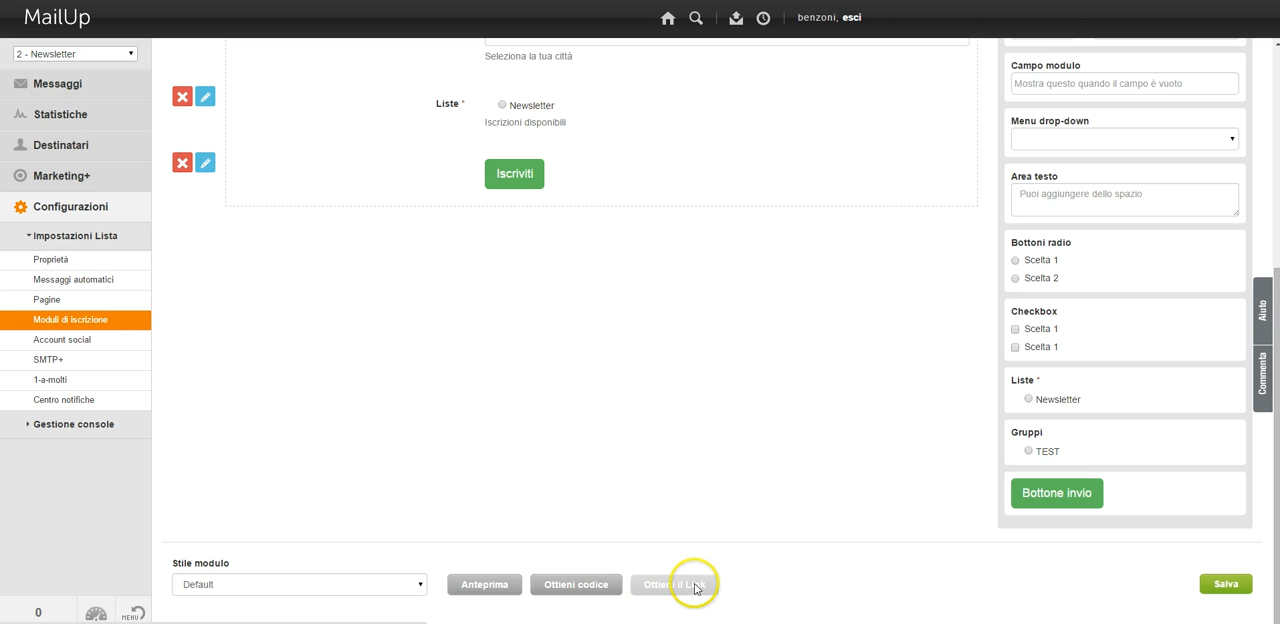 MailUp
benzoni, esci
2 - Newsletter
Messaggi
Statistiche
Destinatari
Marketing+
Configurazioni
Impostazioni Lista
Proprietà
Messaggi automatici
Pagine
Moduli di iscrizione
Account social
SMTP+
1-a-molti
Centro notifiche
Gestione console
0
MENU
Seleziona la tua città
Liste *
Newsletter
Iscrizioni disponibili
Iscriviti
Stile modulo
Default
Anteprima
Ottieni codice
Ottieni il Link
Salva
Campo modulo
Mostra questo quando il campo è vuoto
Menu drop-down
Area testo
Puoi aggiungere dello spazio
Bottoni radio
Scelta 1
Scelta 2
Checkbox
Scelta 1
Scelta 1
Liste *
Newsletter
Gruppi
TEST
Bottone invio
Aiuto
Commenta